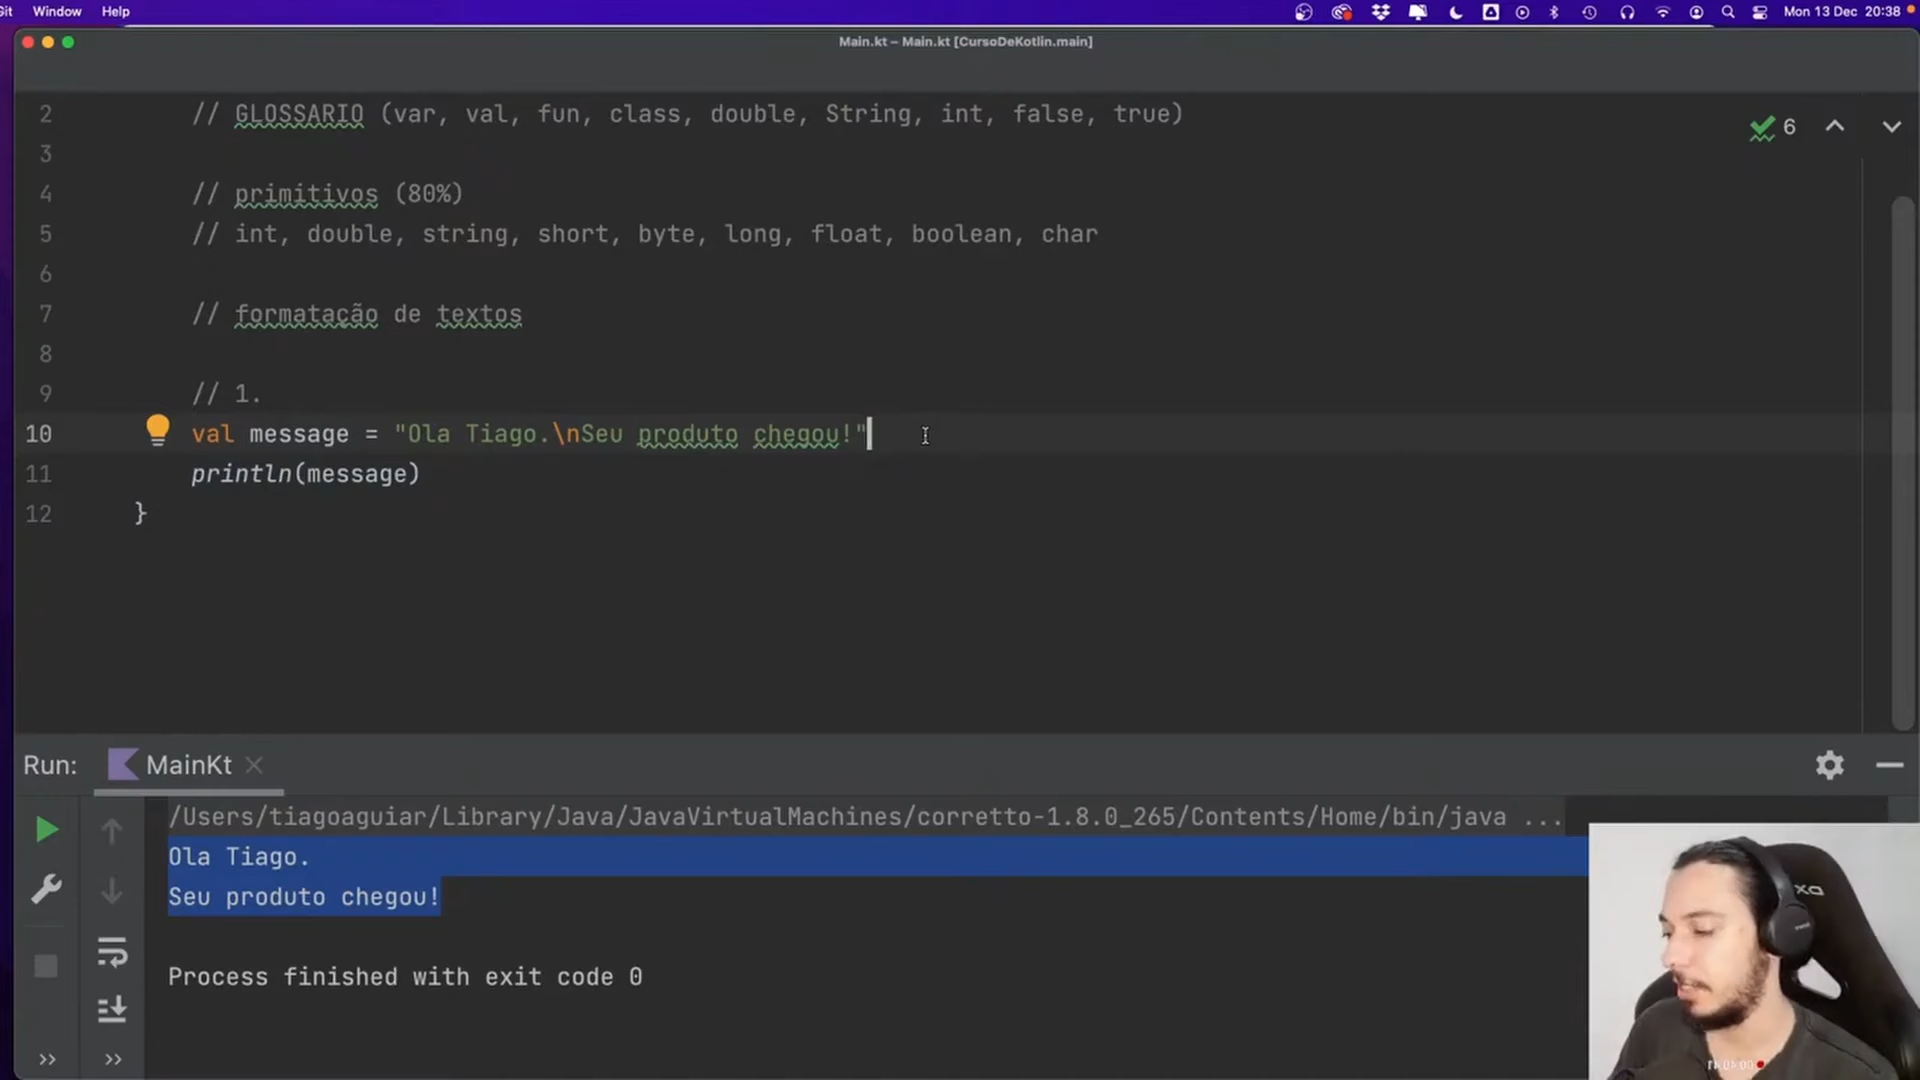 Git Window Help Mon 13 Dec 20:38
Main.kt – Main.kt [CursoDeKotlin.main]
2 // GLOSSARIO (var, val, fun, class, double, String, int, false, true)
6
3
4 // primitivos (80%)
5 // int, double, string, short, byte, long, float, boolean, char
6
7 // formatação de textos
8
9 // 1.
10 val message = "Ola Tiago.\nSeu produto chegou!"
11 println(message)
12 }
Run: MainKt
/Users/tiagoaguiar/Library/Java/JavaVirtualMachines/corretto-1.8.0_265/Contents/Home/bin/java ...
Ola Tiago.
Seu produto chegou!
Process finished with exit code 0